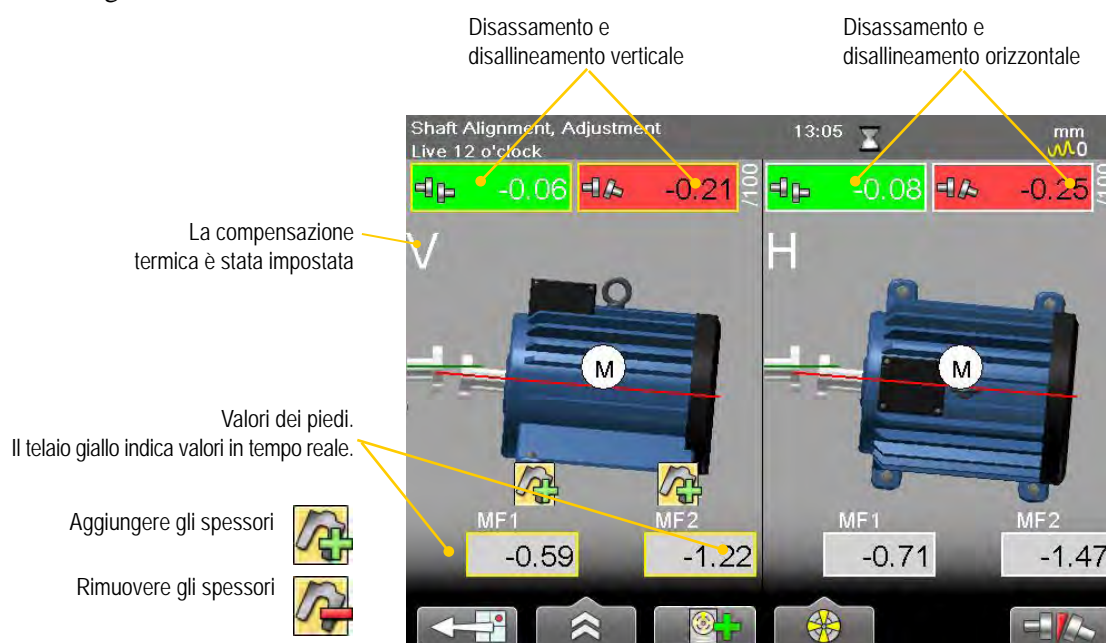 Disassamento e
disallineamento verticale
Disassamento e
disallineamento orizzontale
Shaft Alignment, Adjustment
Live 12 o'clock
13:05
mm
0
-0.06
-0.21
/100
-0.08
-0.25
/100
La compensazione
termica è stata impostata
V
H
M
M
Valori dei piedi.
Il telaio giallo indica valori in tempo reale.
Aggiungere gli spessori
Rimuovere gli spessori
MF1
MF2
MF1
MF2
-0.59
-1.22
-0.71
-1.47